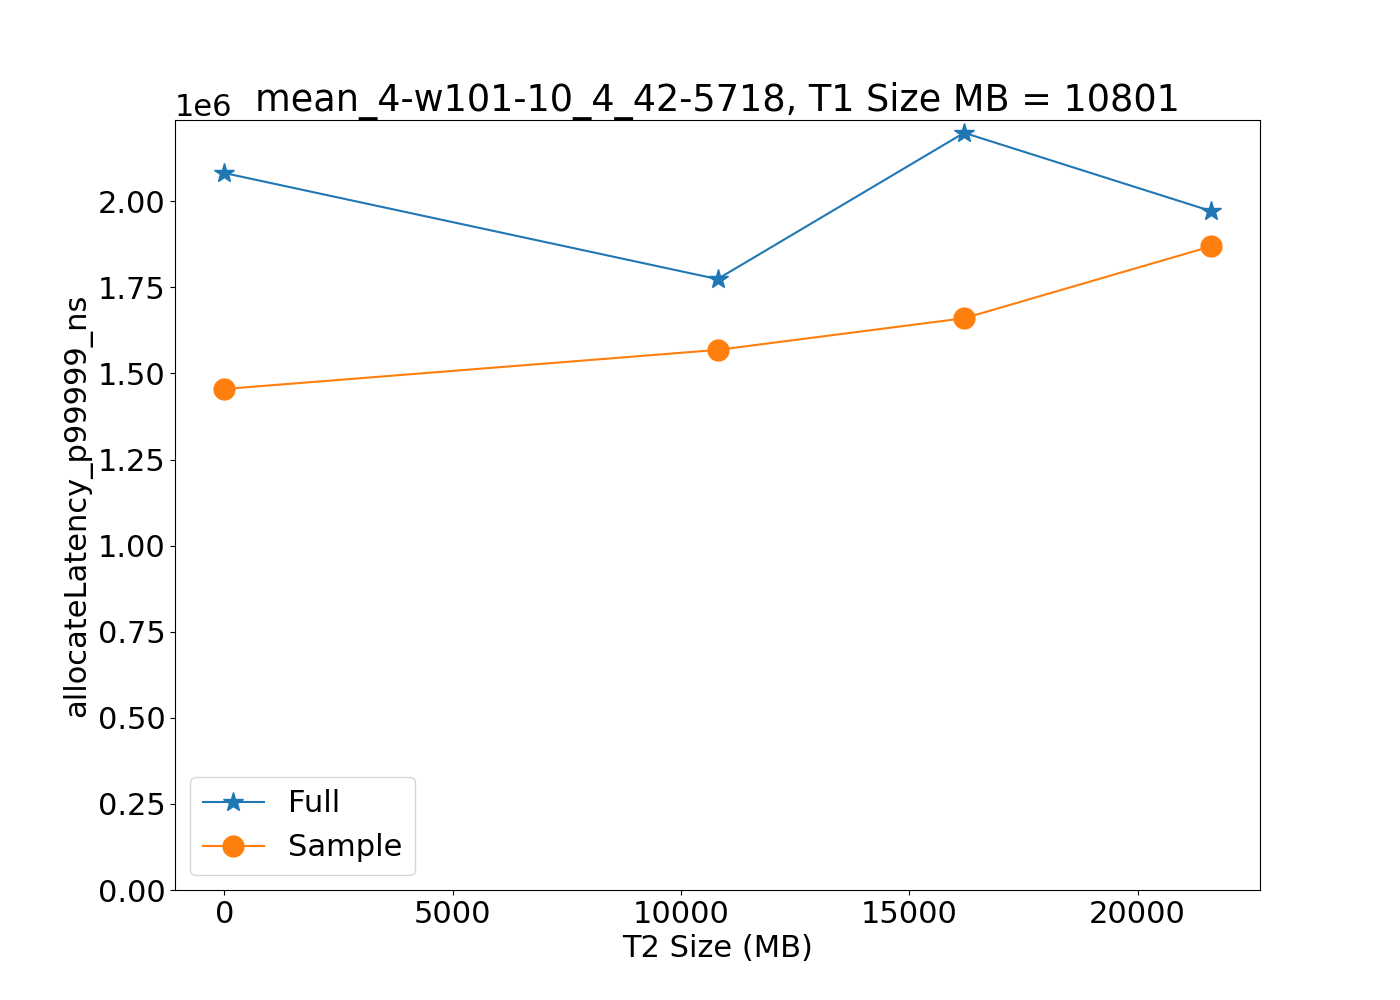 1e6
mean_4-w101-10_4_42-5718, T1 Size MB = 10801
2.00
1.75
1.50
1.25
1.00
0.75
0.50
0.25
0.00
allocateLatency_p99999_ns
Full
Sample
0 5000 10000 15000 20000
T2 Size (MB)